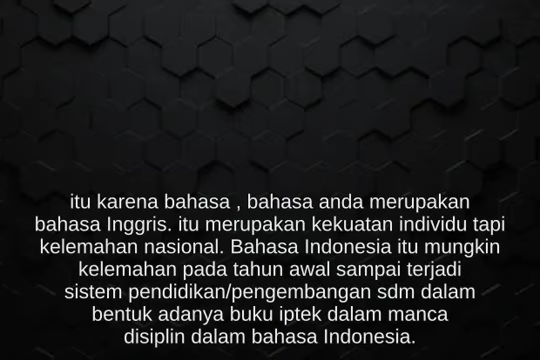 itu karena bahasa , bahasa anda merupakan
bahasa Inggris. itu merupakan kekuatan individu tapi
kelemahan nasional. Bahasa Indonesia itu mungkin
kelemahan pada tahun awal sampai terjadi
sistem pendidikan/pengembangan sdm dalam
bentuk adanya buku iptek dalam manca
disiplin dalam bahasa Indonesia.